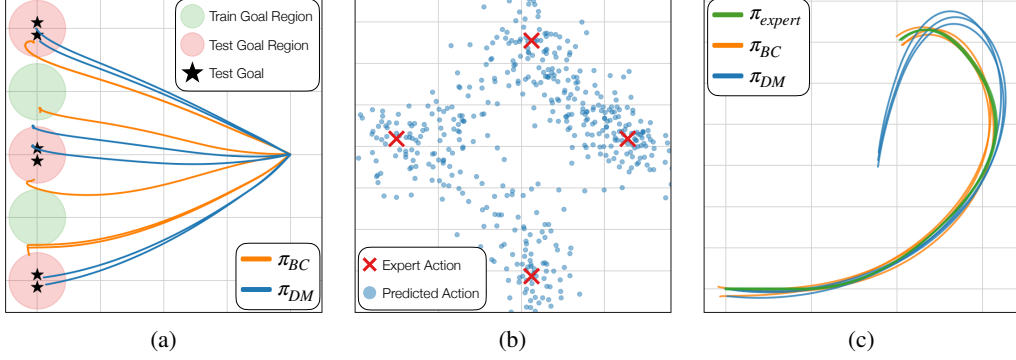 Train Goal Region
Test Goal Region
Test Goal
π_BC
π_DM
(a)
Expert Action
Predicted Action
(b)
π_expert
π_BC
π_DM
(c)